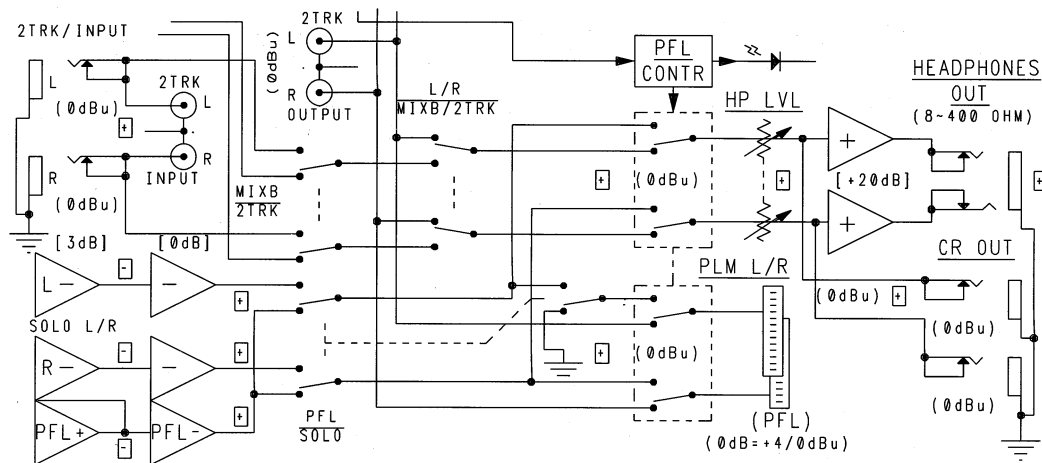 2TRK/INPUT
2TRK
(0dBu)
L
R
OUTPUT
L/R
MIXB/2TRK
PFL
CONTR
HEADPHONES
OUT
(8~400 OHM)
HP LVL
L
(0dBu)
2TRK
L
+
R
R
INPUT
(0dBu)
MIXB
2TRK
+
(0dBu)
+
+
[+20dB]
+
+
[3dB]
[0dB]
L -
-
-
+
CR OUT
PLM L/R
(0dBu)
+
(0dBu)
SOLO L/R
R -
-
-
+
+
(0dBu)
(0dBu)
PFL+
-
PFL-
+
PFL
SOLO
(PFL)
(0dB=+4/0dBu)